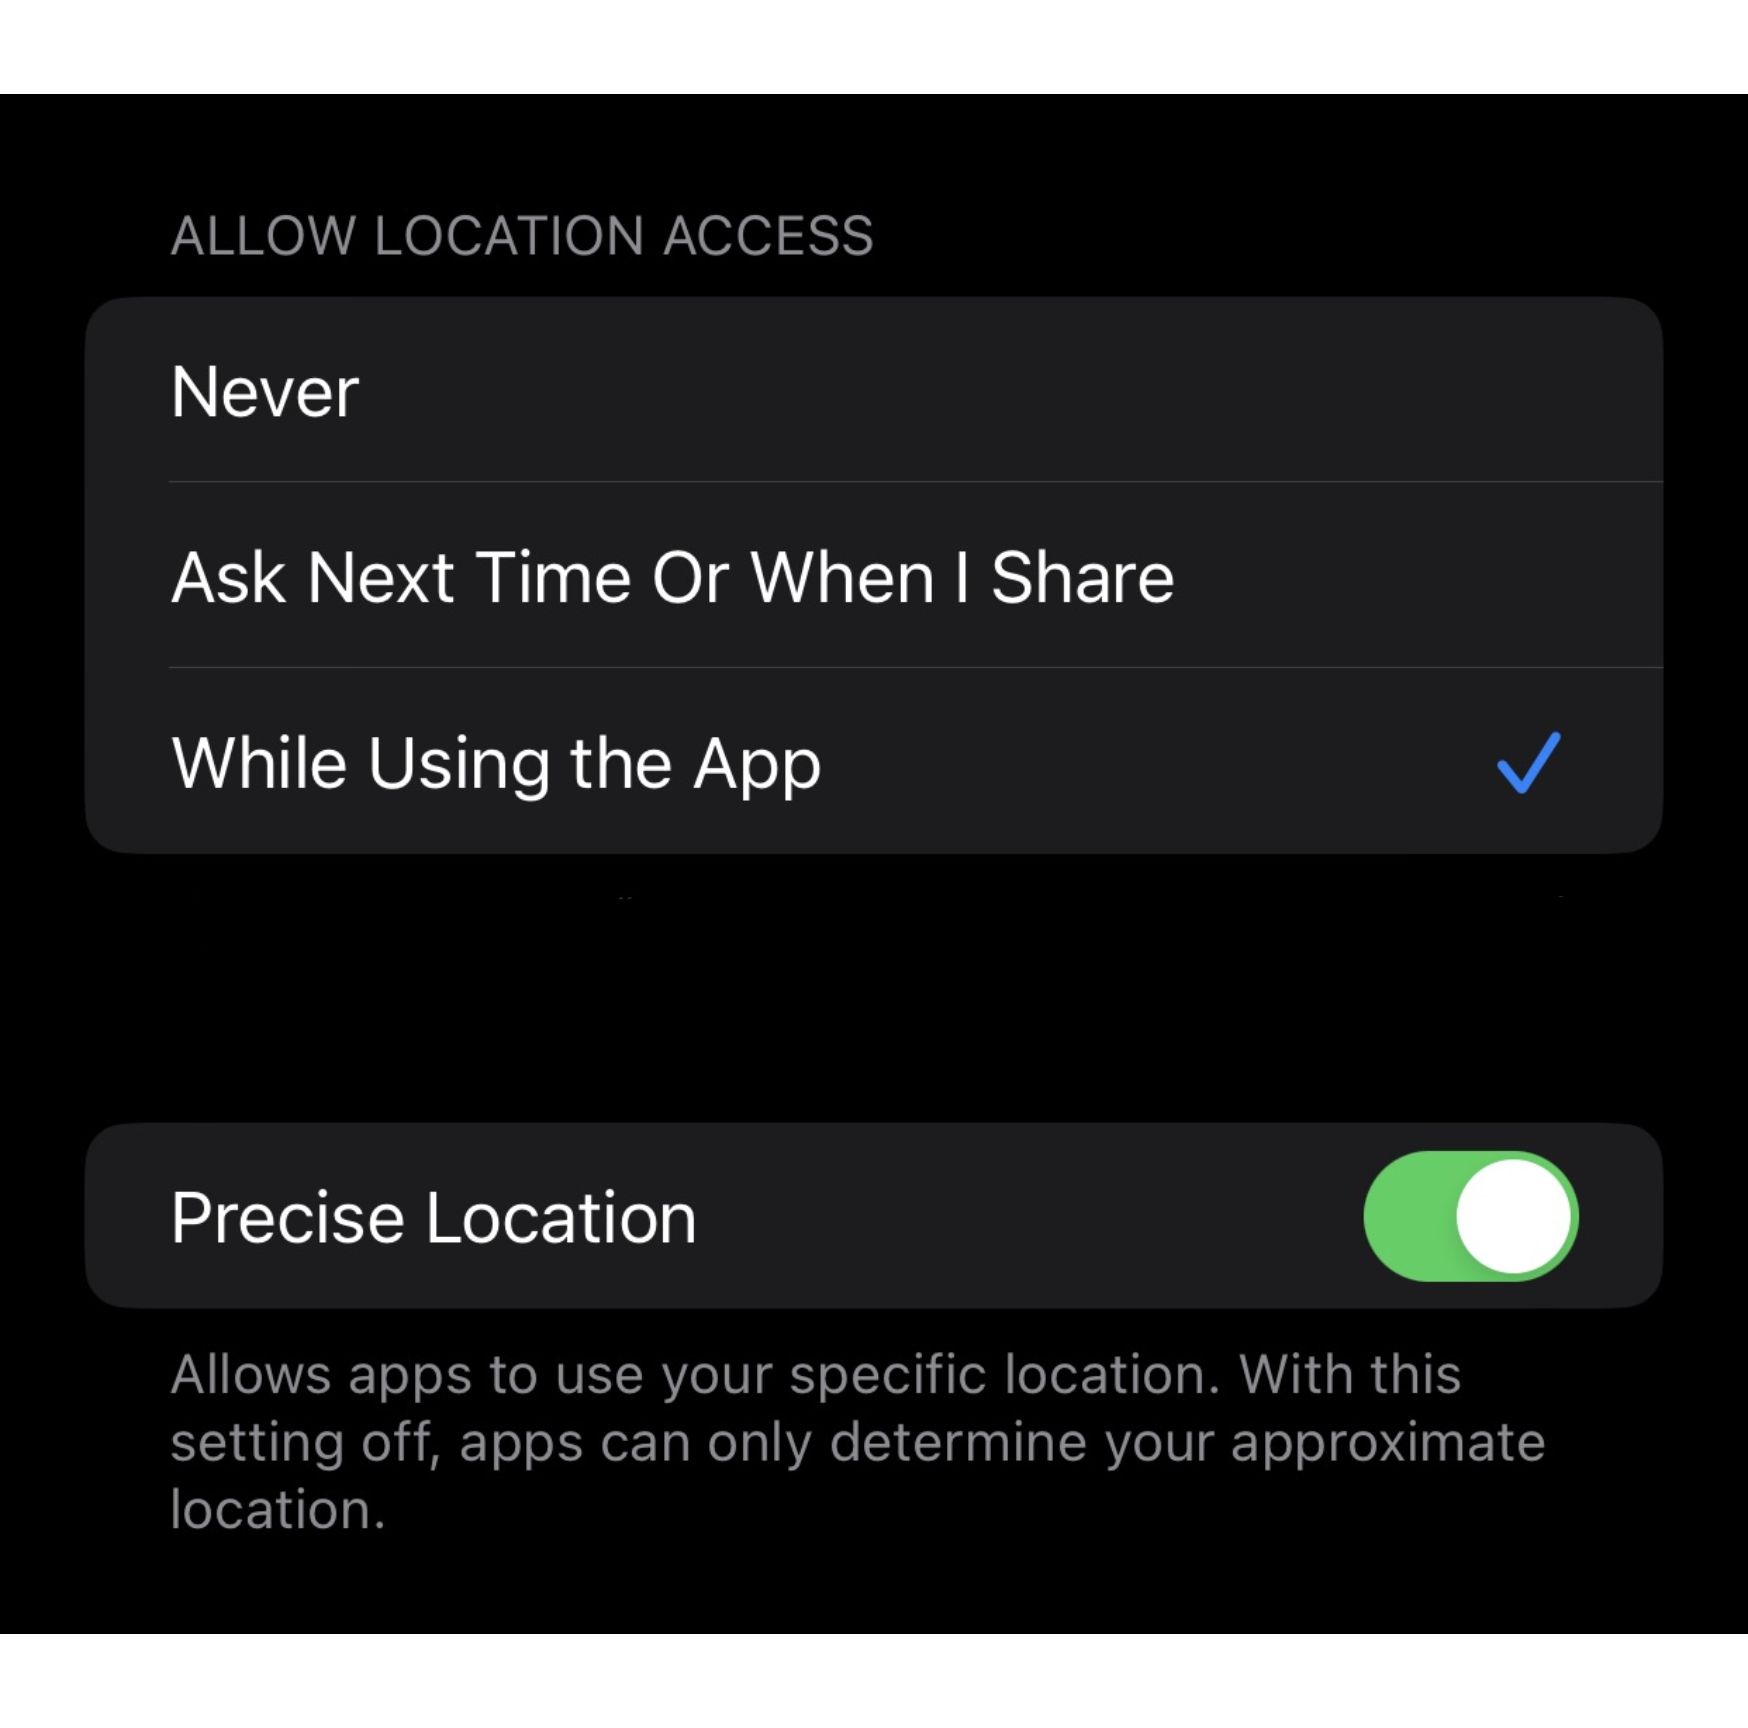 ALLOW LOCATION ACCESS
Never
Ask Next Time Or When I Share
While Using the App
Precise Location
Allows apps to use your specific location. With this
setting off, apps can only determine your approximate
location.